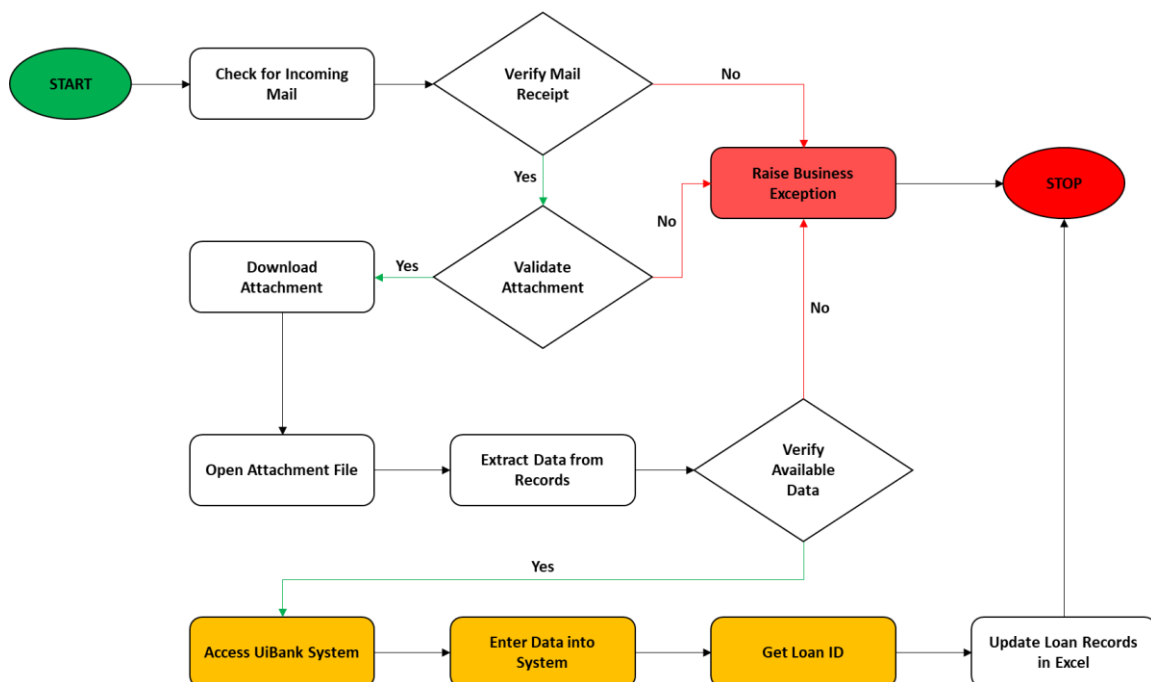 START
Check for Incoming
Mail
Verify Mail
Receipt
No
Yes
Raise Business
Exception
STOP
Download
Attachment
Yes
Validate
Attachment
No
No
Open Attachment File
Extract Data from
Records
Verify
Available
Data
Yes
Access UiBank System
Enter Data into
System
Get Loan ID
Update Loan Records
in Excel